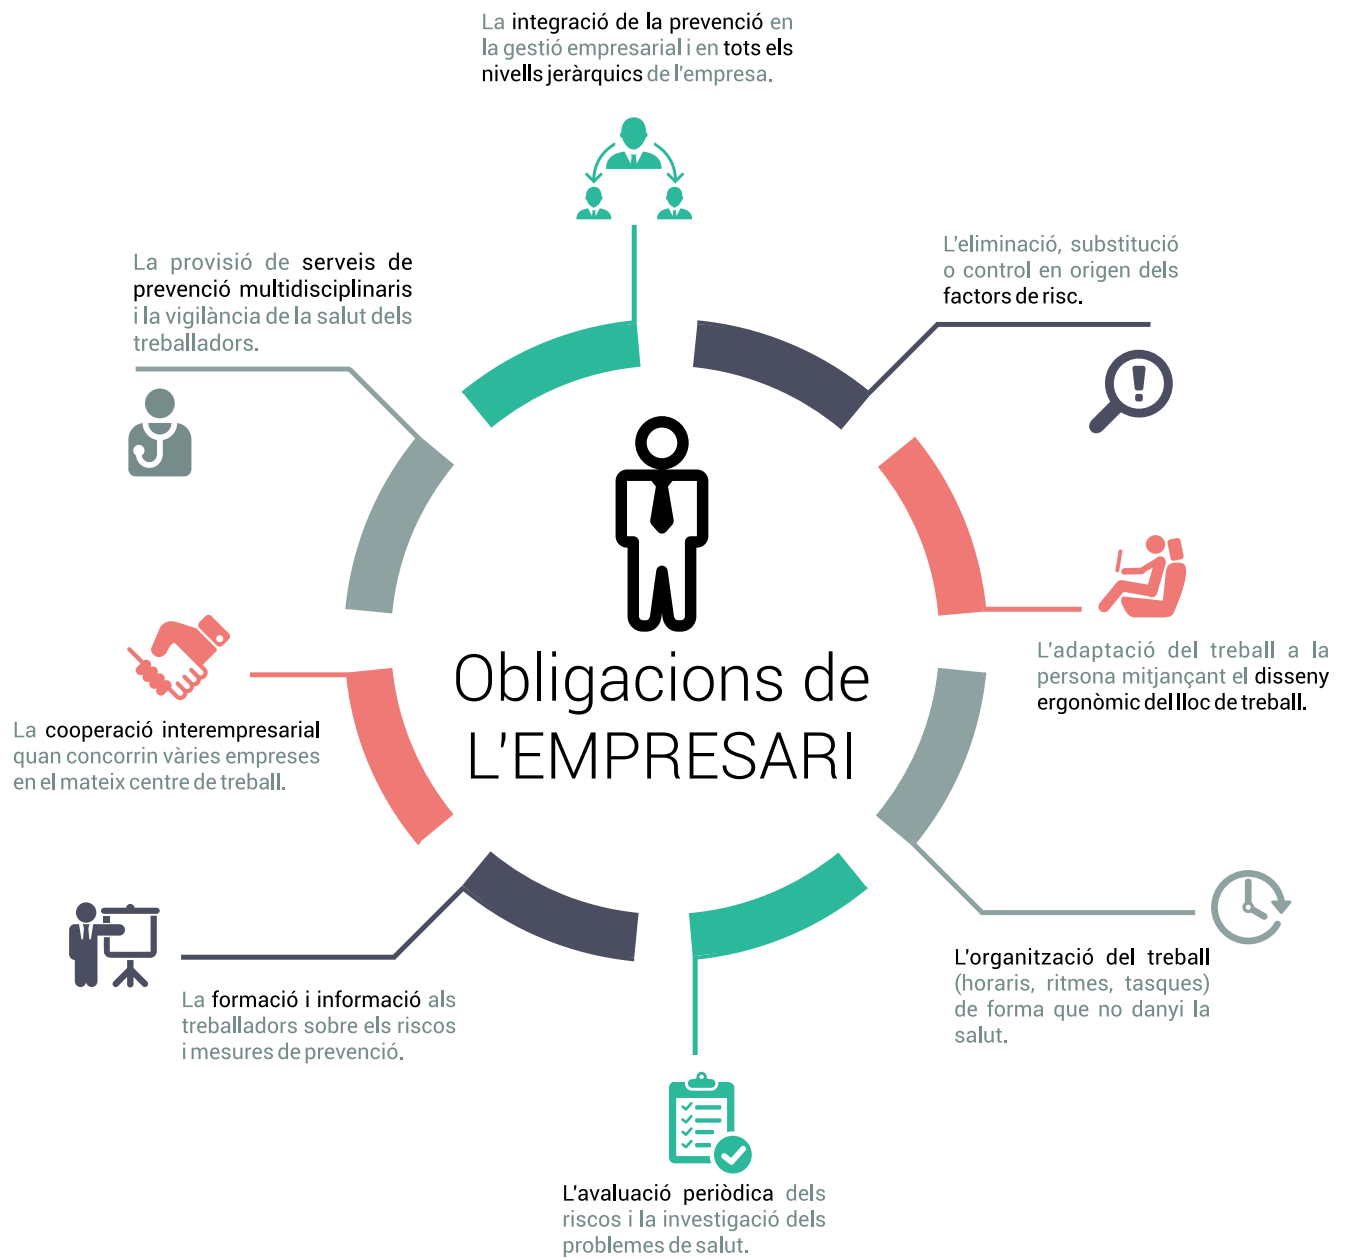 La integració de la prevenció en
la gestió empresarial i en tots els
nivells jeràrquics de l'empresa.
L'eliminació, substitució
o control en origen dels
factors de risc.
La provisió de serveis de
prevenció multidisciplinaris
i la vigilància de la salut dels
treballadors.
L'adaptació del treball a la
persona mitjançant el disseny
ergonòmic del lloc de treball.
Obligacions de
L'EMPRESARI
La cooperació interempresarial
quan concorrin vàries empreses
en el mateix centre de treball.
L'organització del treball
(horaris, ritmes, tasques)
de forma que no danyi la
salut.
La formació i informació als
treballadors sobre els riscos
i mesures de prevenció.
L'avaluació periòdica dels
riscos i la investigació dels
problemes de salut.